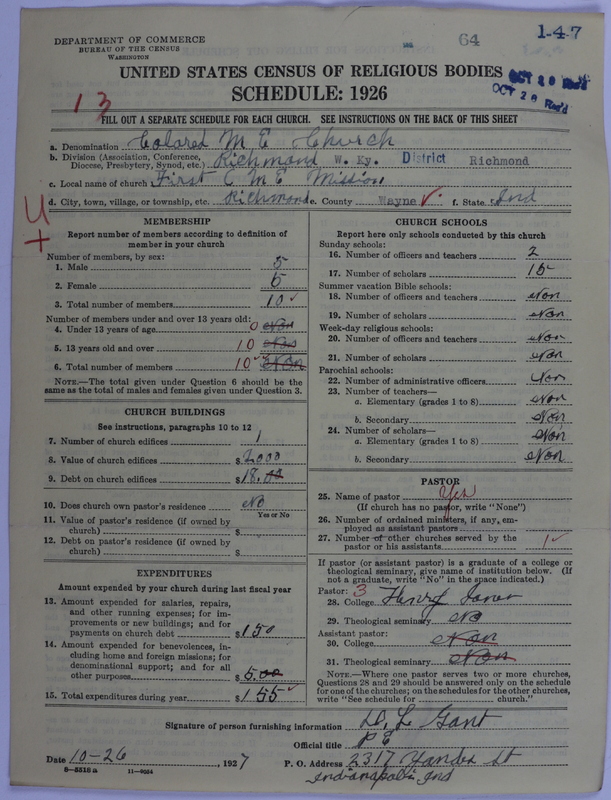 64
1-4-7
DEPARTMENT OF COMMERCE
BUREAU OF THE CENSUS
WASHINGTON
UNITED STATES CENSUS OF RELIGIOUS BODIES
OCT 20 Rec'd
SCHEDULE: 1926
OCT 28 Rec'd
13
FILL OUT A SEPARATE SCHEDULE FOR EACH CHURCH. SEE INSTRUCTIONS ON THE BACK OF THIS SHEET
a. Denomination Colored M E Church
b. Division (Association, Conference, Diocese, Presbytery, Synod, etc.) Richmond W. Ky. District Richmond
c. Local name of church First C M E Mission
d. City, town, village, or township, etc. Richmond e. County Wayne f. State Ind
U
+
MEMBERSHIP
Report number of members according to definition of
member in your church
Number of members, by sex:
1. Male 5
2. Female 5
3. Total number of members 10
Number of members under and over 13 years old:
4. Under 13 years of age 0 Non
5. 13 years old and over 10 Non
6. Total number of members 10 Non
NOTE.—The total given under Question 6 should be
the same as the total of males and females given under Question 3.
CHURCH BUILDINGS
See instructions, paragraphs 10 to 12
7. Number of church edifices 1
8. Value of church edifices $2000
9. Debt on church edifices $18.00
10. Does church own pastor's residence No
Yes or No
11. Value of pastor's residence (if owned by
church) $
12. Debt on pastor's residence (if owned by
church) $
EXPENDITURES
Amount expended by your church during last fiscal year
13. Amount expended for salaries, repairs,
and other running expenses; for im-
provements or new buildings; and for
payments on church debt $150
14. Amount expended for benevolences, in-
cluding home and foreign missions; for
denominational support; and for all
other purposes $5.00
15. Total expenditures during year $155
CHURCH SCHOOLS
Report here only schools conducted by this church
Sunday schools:
16. Number of officers and teachers 2
17. Number of scholars 15
Summer vacation Bible schools:
18. Number of officers and teachers Non
19. Number of scholars Non
Week-day religious schools:
20. Number of officers and teachers Non
21. Number of scholars Non
Parochial schools:
22. Number of administrative officers Non
23. Number of teachers—
a. Elementary (grades 1 to 8) Non
b. Secondary Non
24. Number of scholars—
a. Elementary (grades 1 to 8) Non
b. Secondary Non
PASTOR
25. Name of pastor Yes
(If church has no pastor, write "None")
26. Number of ordained ministers, if any, em-
ployed as assistant pastors
27. Number of other churches served by the
pastor or his assistants 1
If pastor (or assistant pastor) is a graduate of a college or
theological seminary, give name of institution below. (If
not a graduate, write "No" in the space indicated.)
Pastor: 3
28. College Henry Jones
29. Theological seminary No
Assistant pastor:
30. College Non
31. Theological seminary Non
NOTE.—Where one pastor serves two or more churches,
Questions 28 and 29 should be answered only on the schedule
for one of the churches; on the schedules for the other churches,
write "See schedule for church."
Signature of person furnishing information D. L. Gant
Official title P E
Date 10-26, 1927 P. O. Address 2317 Yandes St
8-5518 a 11-9034
Indianapolis Ind